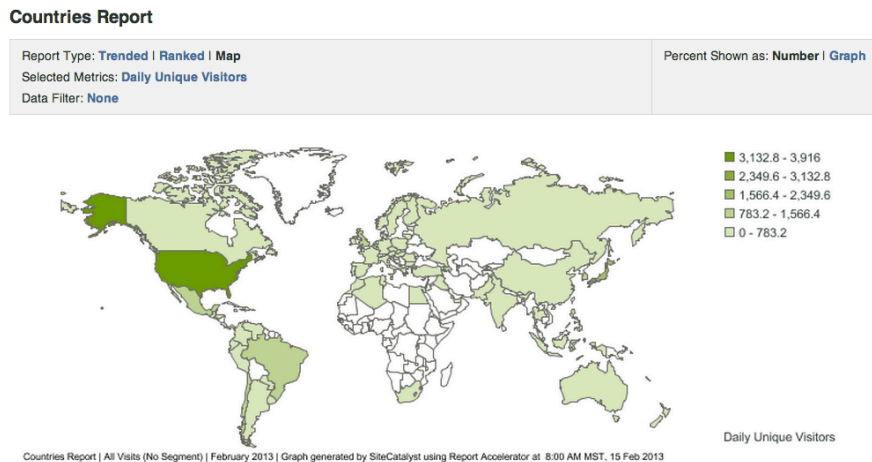 Countries Report
Report Type: Trended | Ranked | Map
Percent Shown as: Number | Graph
Selected Metrics: Daily Unique Visitors
Data Filter: None
3,132.8 - 3,916
2,349.6 - 3,132.8
1,566.4 - 2,349.6
783.2 - 1,566.4
0 - 783.2
Daily Unique Visitors
Countries Report | All Visits (No Segment) | February 2013 | Graph generated by SiteCatalyst using Report Accelerator at 8:00 AM MST, 15 Feb 2013